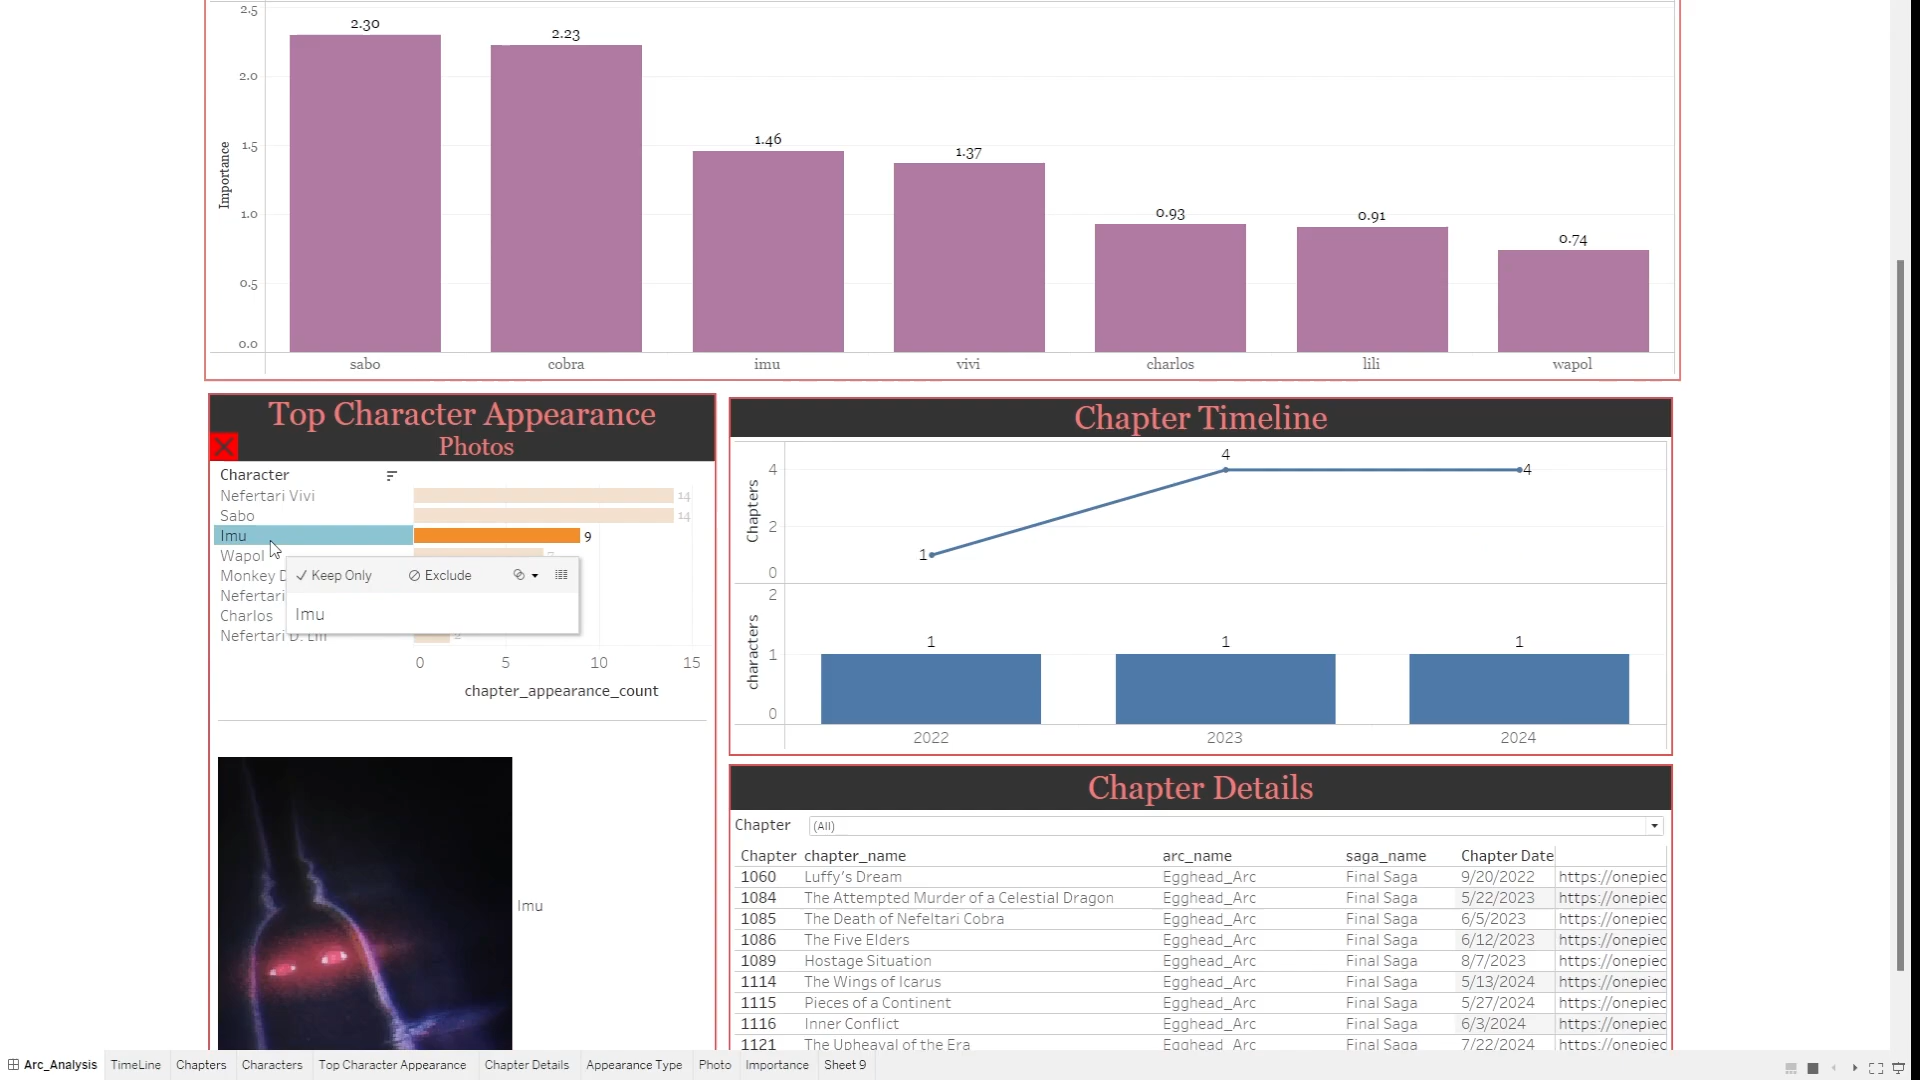 2.5
2.30
2.23
2.0
Importance
1.5
1.46
1.37
1.0
0.93
0.91
0.74
0.5
0.0
sabo cobra imu vivi charlos lili wapol
Top Character Appearance
Photos
Character
Nefertari Vivi 14
Sabo 14
Imu 9
Wapol 7
Monkey D
Keep Only Exclude
Nefertari
Charlos
Imu
Nefertari D. Lili 2
0 5 10 15
chapter_appearance_count
Imu
Chapter Timeline
Chapters
4
2
0
1
4
4
characters
2
1
0
1 1 1
2022 2023 2024
Chapter Details
Chapter (All)
Chapter chapter_name arc_name saga_name Chapter Date
1060 Luffy's Dream Egghead_Arc Final Saga 9/20/2022 https://onepiec
1084 The Attempted Murder of a Celestial Dragon Egghead_Arc Final Saga 5/22/2023 https://onepiec
1085 The Death of Nefeltari Cobra Egghead_Arc Final Saga 6/5/2023 https://onepiec
1086 The Five Elders Egghead_Arc Final Saga 6/12/2023 https://onepiec
1089 Hostage Situation Egghead_Arc Final Saga 8/7/2023 https://onepiec
1114 The Wings of Icarus Egghead_Arc Final Saga 5/13/2024 https://onepiec
1115 Pieces of a Continent Egghead_Arc Final Saga 5/27/2024 https://onepiec
1116 Inner Conflict Egghead_Arc Final Saga 6/3/2024 https://onepiec
1121 The Upheaval of the Era Egghead_Arc Final Saga 7/22/2024 https://onepiec
Arc_Analysis TimeLine Chapters Characters Top Character Appearance Chapter Details Appearance Type Photo Importance Sheet 9